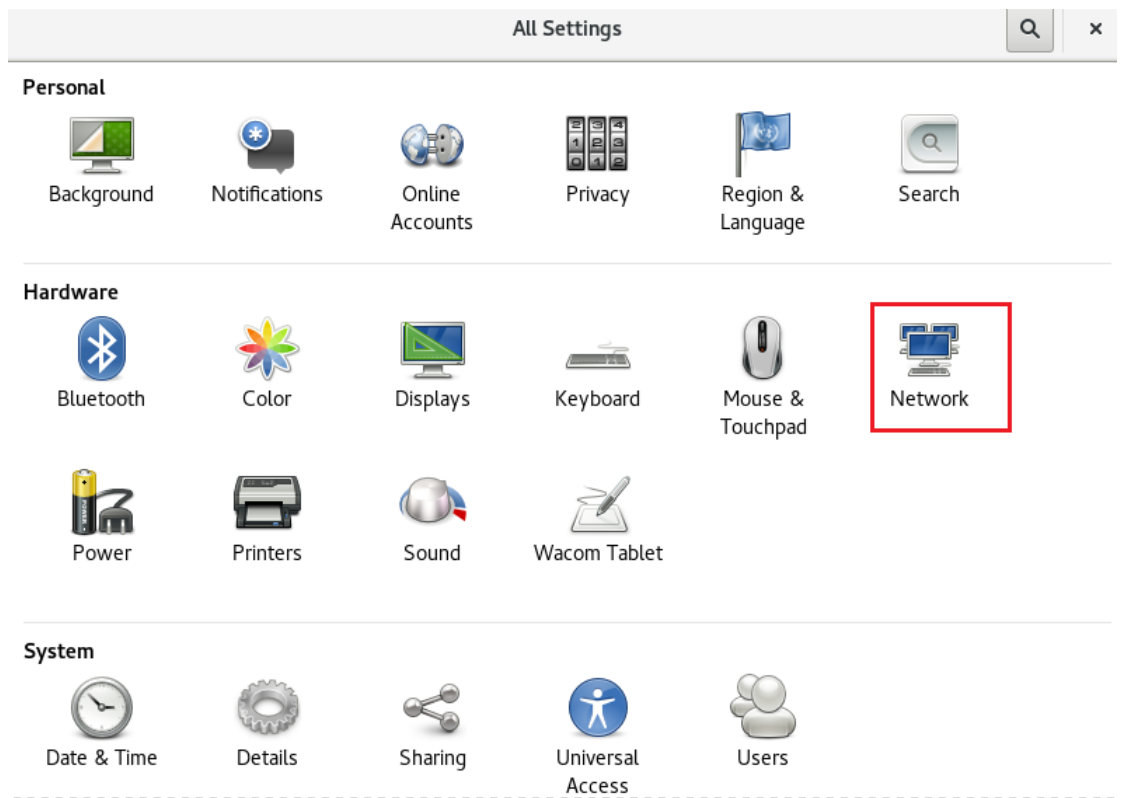 All Settings
Personal
Background Notifications Online Accounts Privacy Region & Language Search
Hardware
Bluetooth Color Displays Keyboard Mouse & Touchpad Network
Power Printers Sound Wacom Tablet
System
Date & Time Details Sharing Universal Access Users